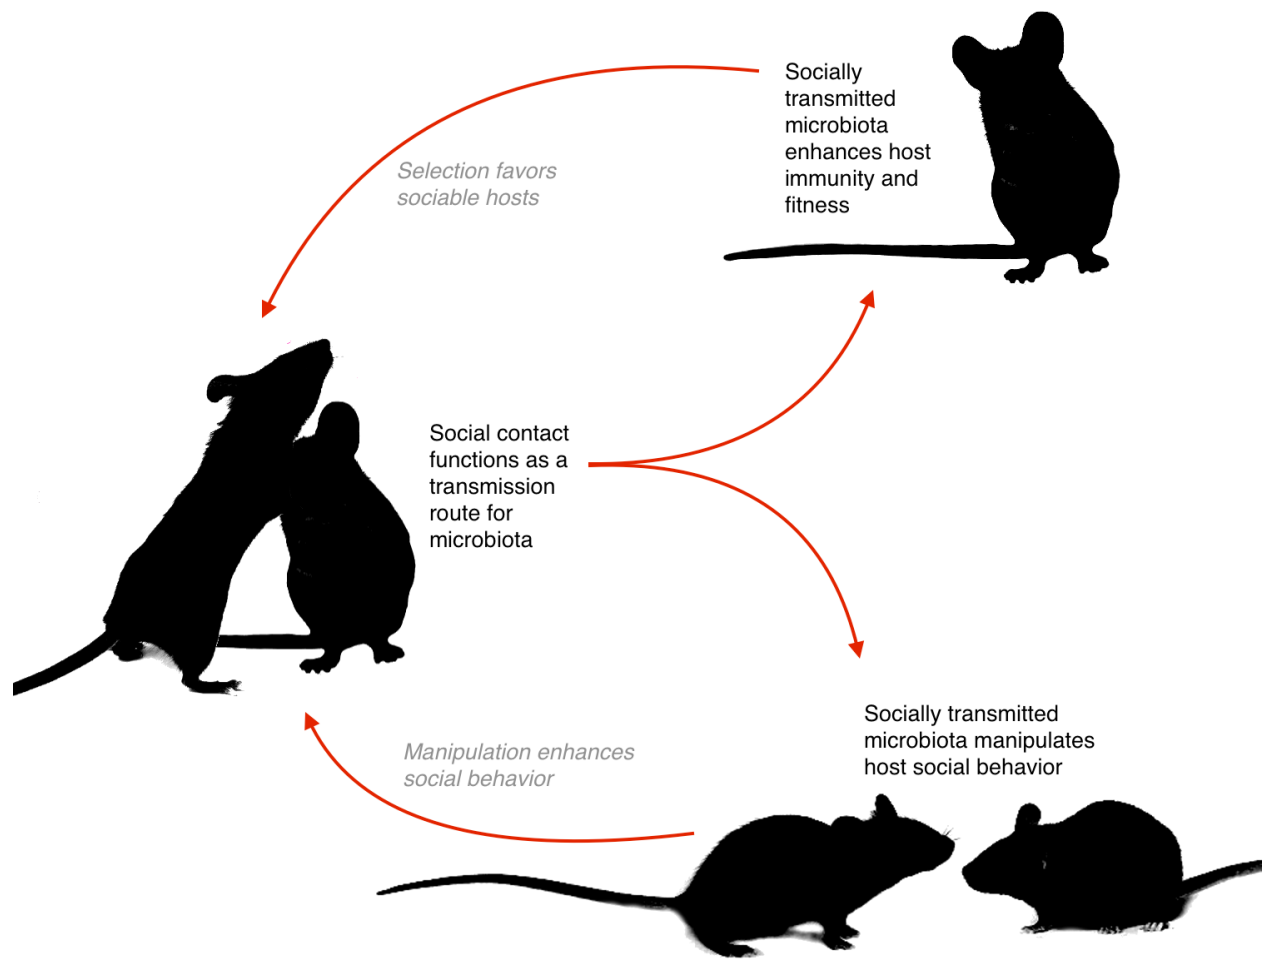 Socially
transmitted
microbiota
enhances host
immunity and
fitness
Selection favors
sociable hosts
Social contact
functions as a
transmission
route for
microbiota
Socially transmitted
microbiota manipulates
host social behavior
Manipulation enhances
social behavior